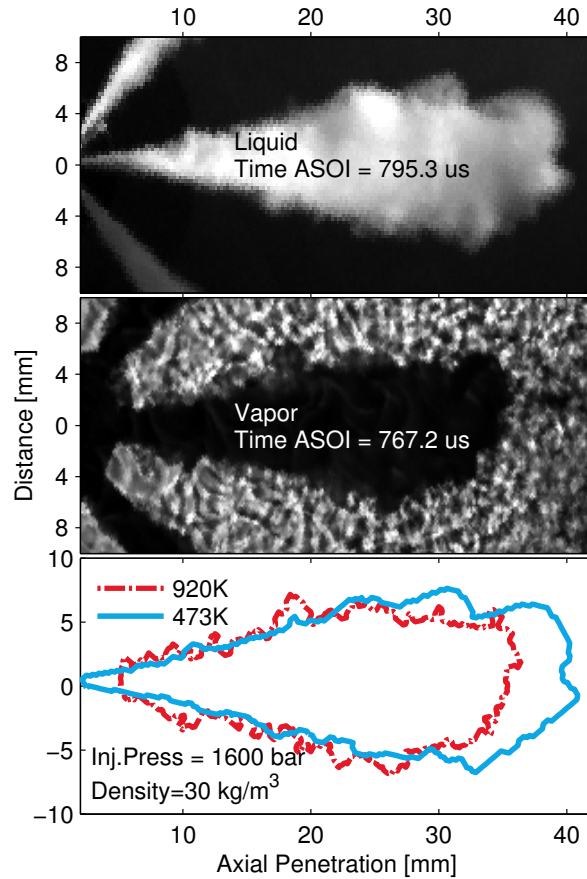 10 20 30 40
8
4
0
4
8
Liquid
Time ASOI = 795.3 us
Distance [mm]
8
4
0
4
8
Vapor
Time ASOI = 767.2 us
10
5
0
−5
−10
920K
473K
Inj.Press = 1600 bar
Density=30 kg/m³
10 20 30 40
Axial Penetration [mm]